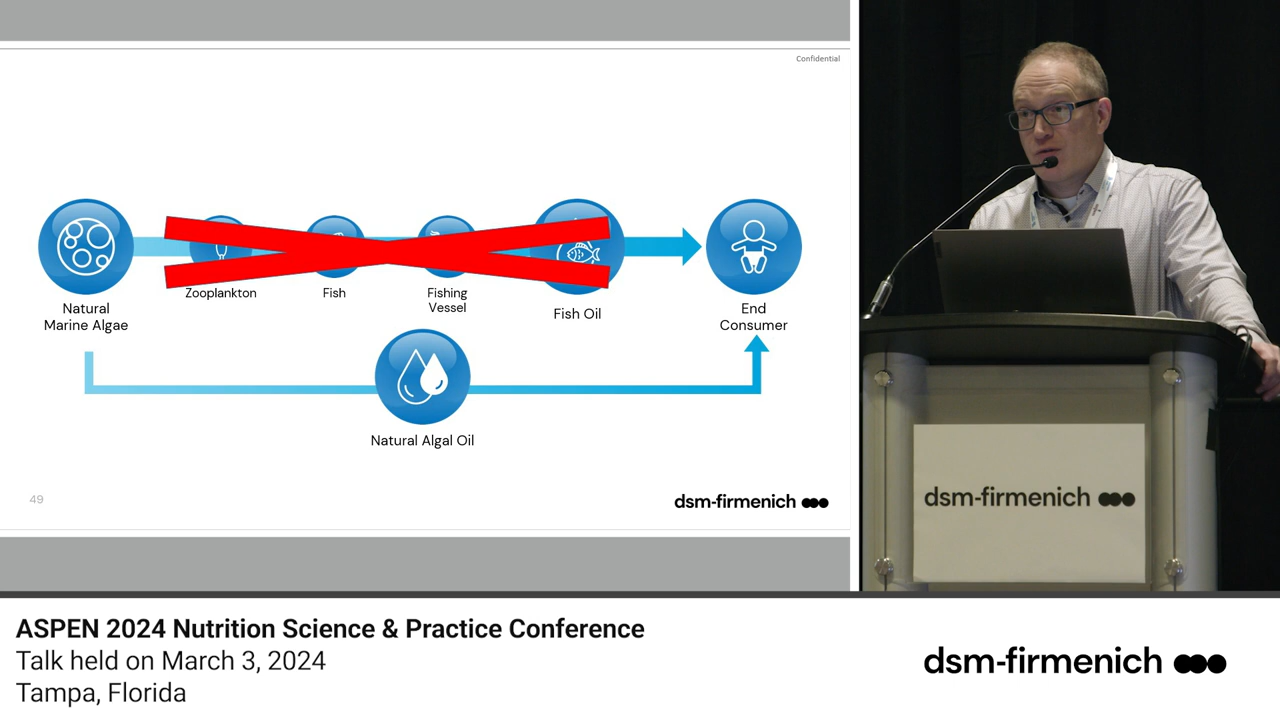 Confidential
Natural
Marine Algae
Zooplankton
Fish
Fishing
Vessel
Fish Oil
End
Consumer
Natural Algal Oil
49
dsm-firmenich
dsm-firmenich
ASPEN 2024 Nutrition Science & Practice Conference
Talk held on March 3, 2024
Tampa, Florida
dsm-firmenich